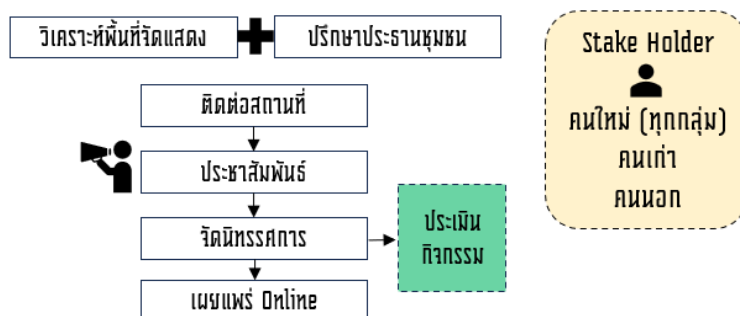 วิเคราะห์พื้นที่จัดแสดง
ปรึกษาประธานชุมชน
ติดต่อสถานที่
ประชาสัมพันธ์
จัดนิทรรศการ
เผยแพร่ Online
ประเมิน
กิจกรรม
Stake Holder
คนใหม่ (ทุกกลุ่ม)
คนเก่า
คนนอก